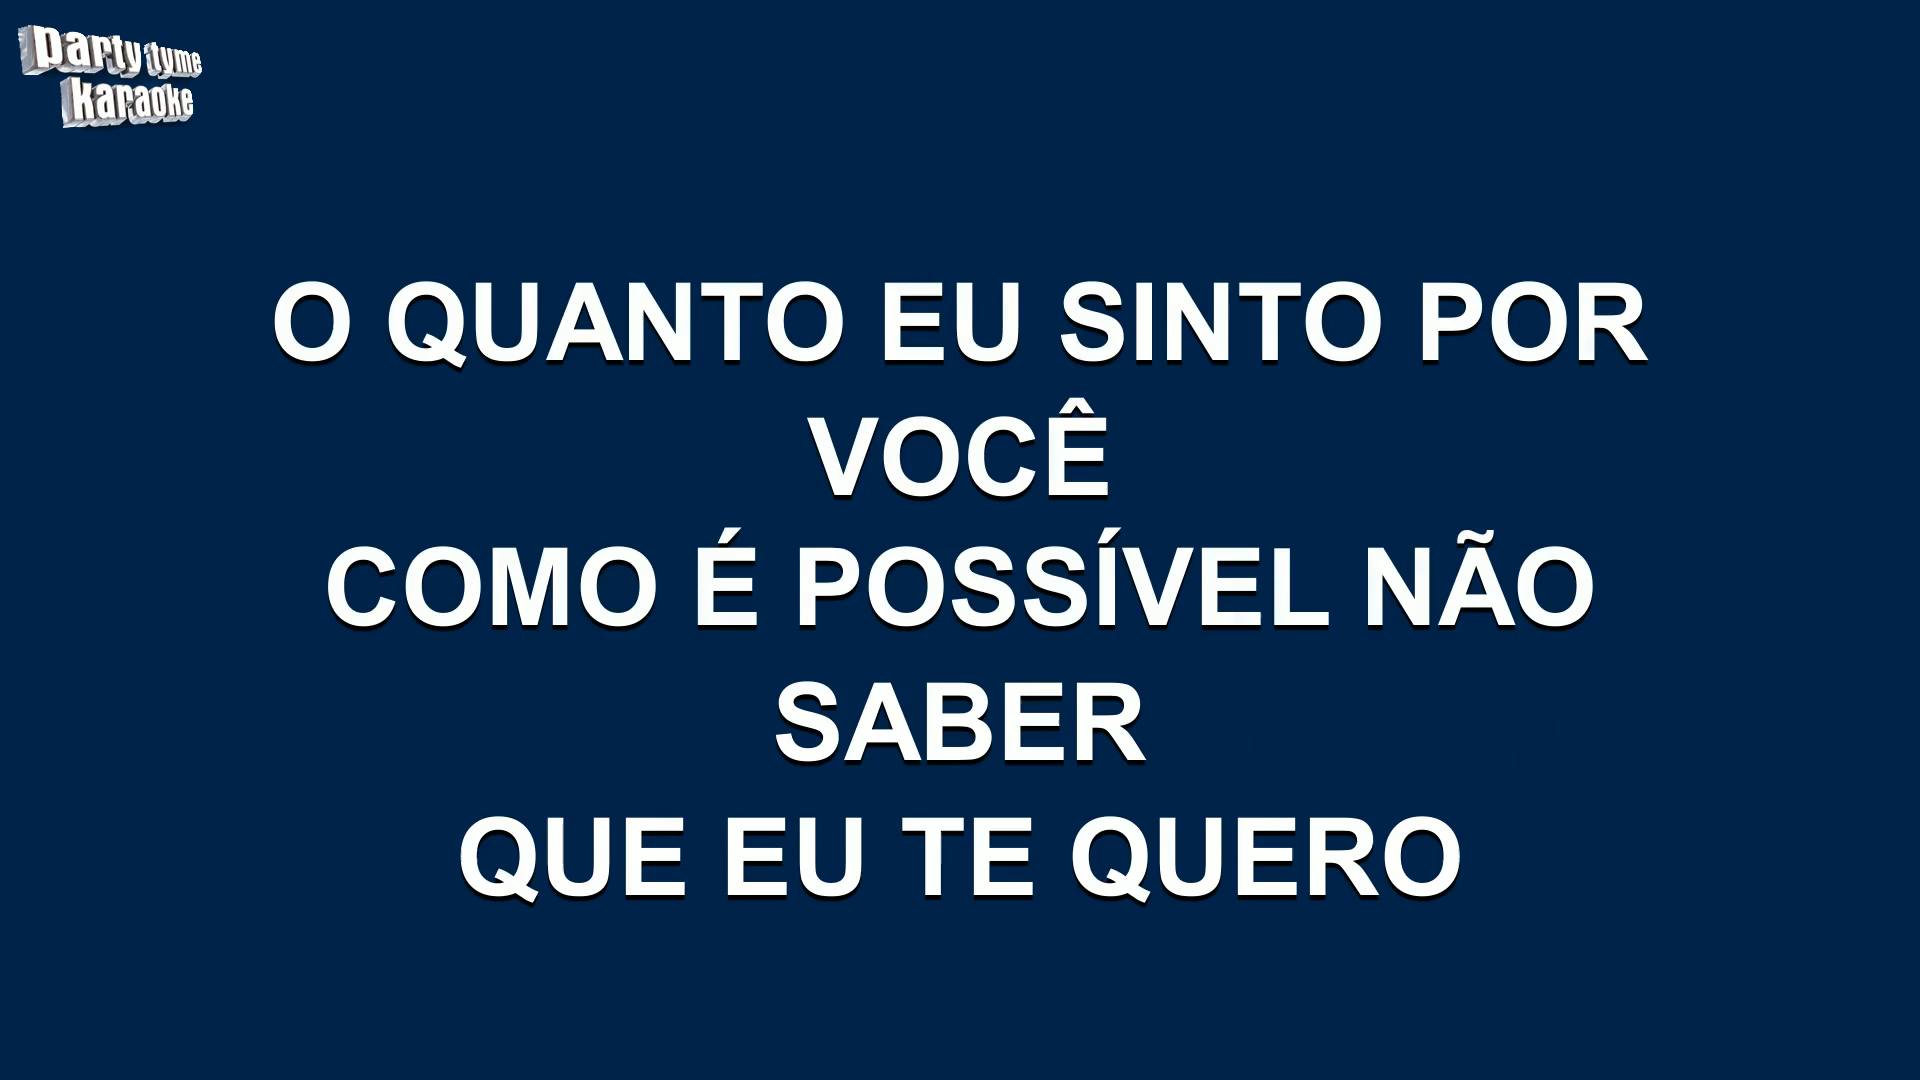 party tyme
karaoke
O QUANTO EU SINTO POR
VOCÊ
COMO É POSSÍVEL NÃO
SABER
QUE EU TE QUERO